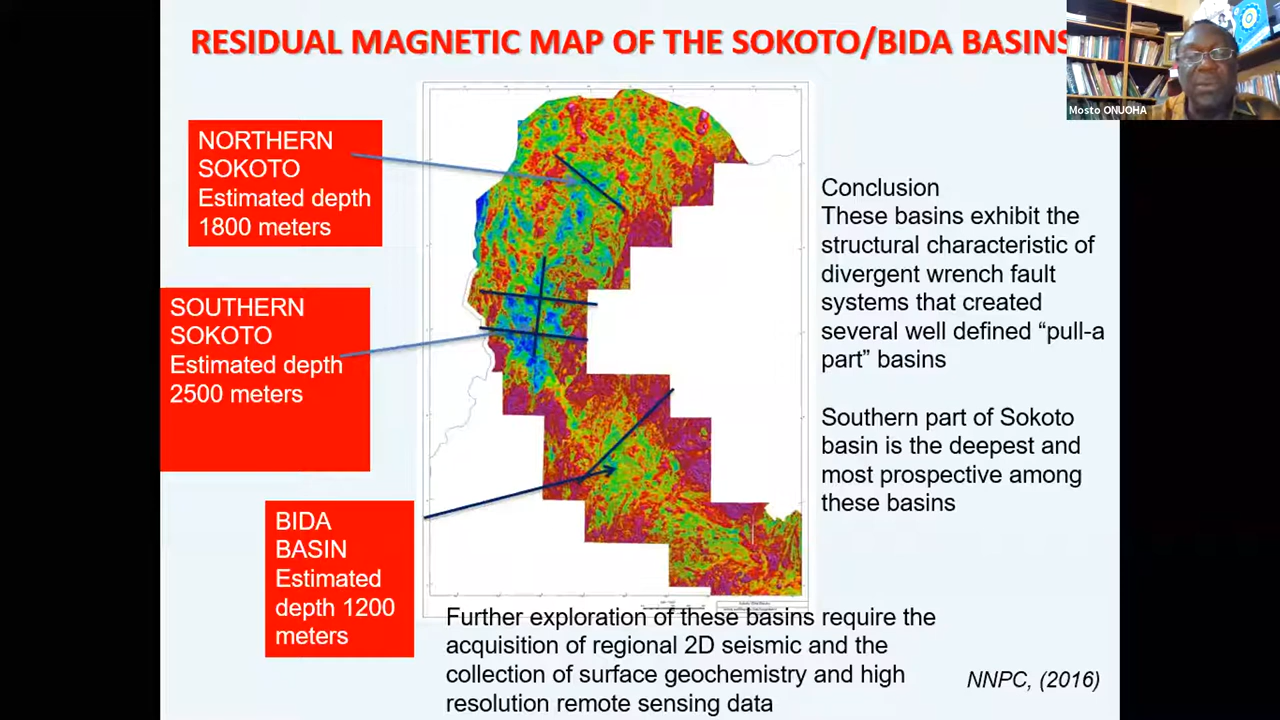 RESIDUAL MAGNETIC MAP OF THE SOKOTO/BIDA BASINS
Mosto ONUOHA
NORTHERN
SOKOTO
Estimated depth
1800 meters
SOUTHERN
SOKOTO
Estimated depth
2500 meters
BIDA
BASIN
Estimated
depth 1200
meters
Conclusion
These basins exhibit the
structural characteristic of
divergent wrench fault
systems that created
several well defined “pull-a
part” basins
Southern part of Sokoto
basin is the deepest and
most prospective among
these basins
Further exploration of these basins require the
acquisition of regional 2D seismic and the
collection of surface geochemistry and high
resolution remote sensing data
NNPC, (2016)